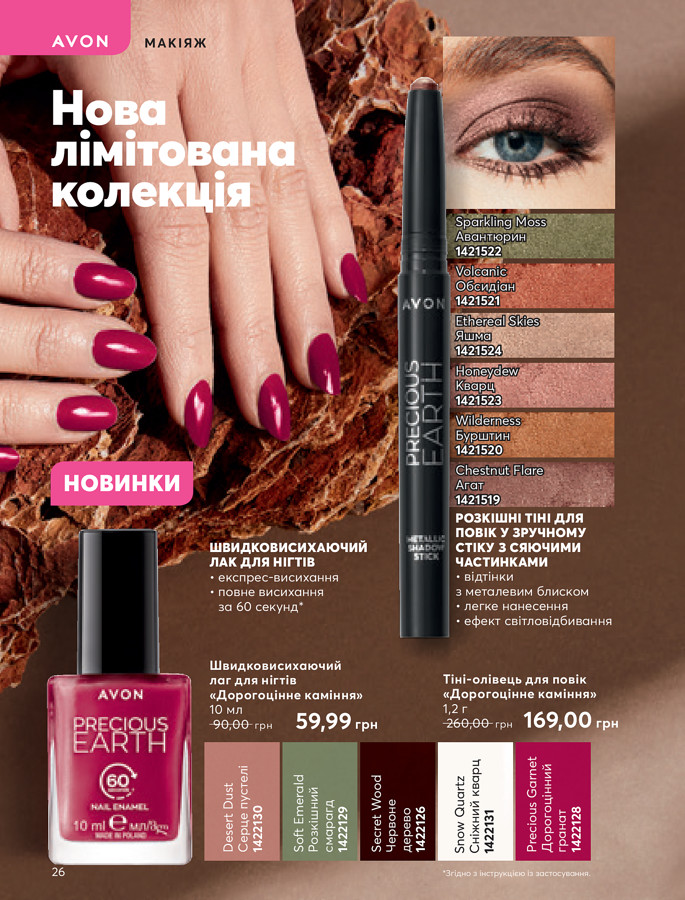 AVON
МАКІЯЖ
Нова
лімітована
колекція
Sparkling Moss
Авантюрин
1421522
Volcanic
Обсидіан
1421521
Ethereal Skies
Яшма
1421524
Honeydew
Кварц
1421523
Wilderness
Бурштин
1421520
Chestnut Flare
Агат
1421519
AVON
PRECIOUS
EARTH
METALLIC
SHADOW
STICK
НОВИНКИ
ШВИДКОВИСИХАЮЧИЙ
ЛАК ДЛЯ НІГТІВ
• експрес-висихання
• повне висихання
за 60 секунд*
РОЗКІШНІ ТІНІ ДЛЯ
ПОВІК У ЗРУЧНОМУ
СТІКУ З СЯЮЧИМИ
ЧАСТИНКАМИ
• відтінки
з металевим блиском
• легке нанесення
• ефект світловідбивання
Швидковисихаючий
лаг для нігтів
«Дорогоцінне каміння»
10 мл
90,00 грн 59,99 грн
Тіні-олівець для повік
«Дорогоцінне каміння»
1,2 г
260,00 грн 169,00 грн
AVON
PRECIOUS
EARTH
60
NAIL ENAMEL
10 ml e мл/
MADE IN POLAND
Desert Dust
Серце пустелі
1422130
Soft Emerald
Розкішний
смарагд
1422129
Secret Wood
Червоне
дерево
1422126
Snow Quartz
Сніжний кварц
1422131
Precious Garnet
Дорогоцінний
гранат
1422128
26
*Згідно з інструкцією із застосування.